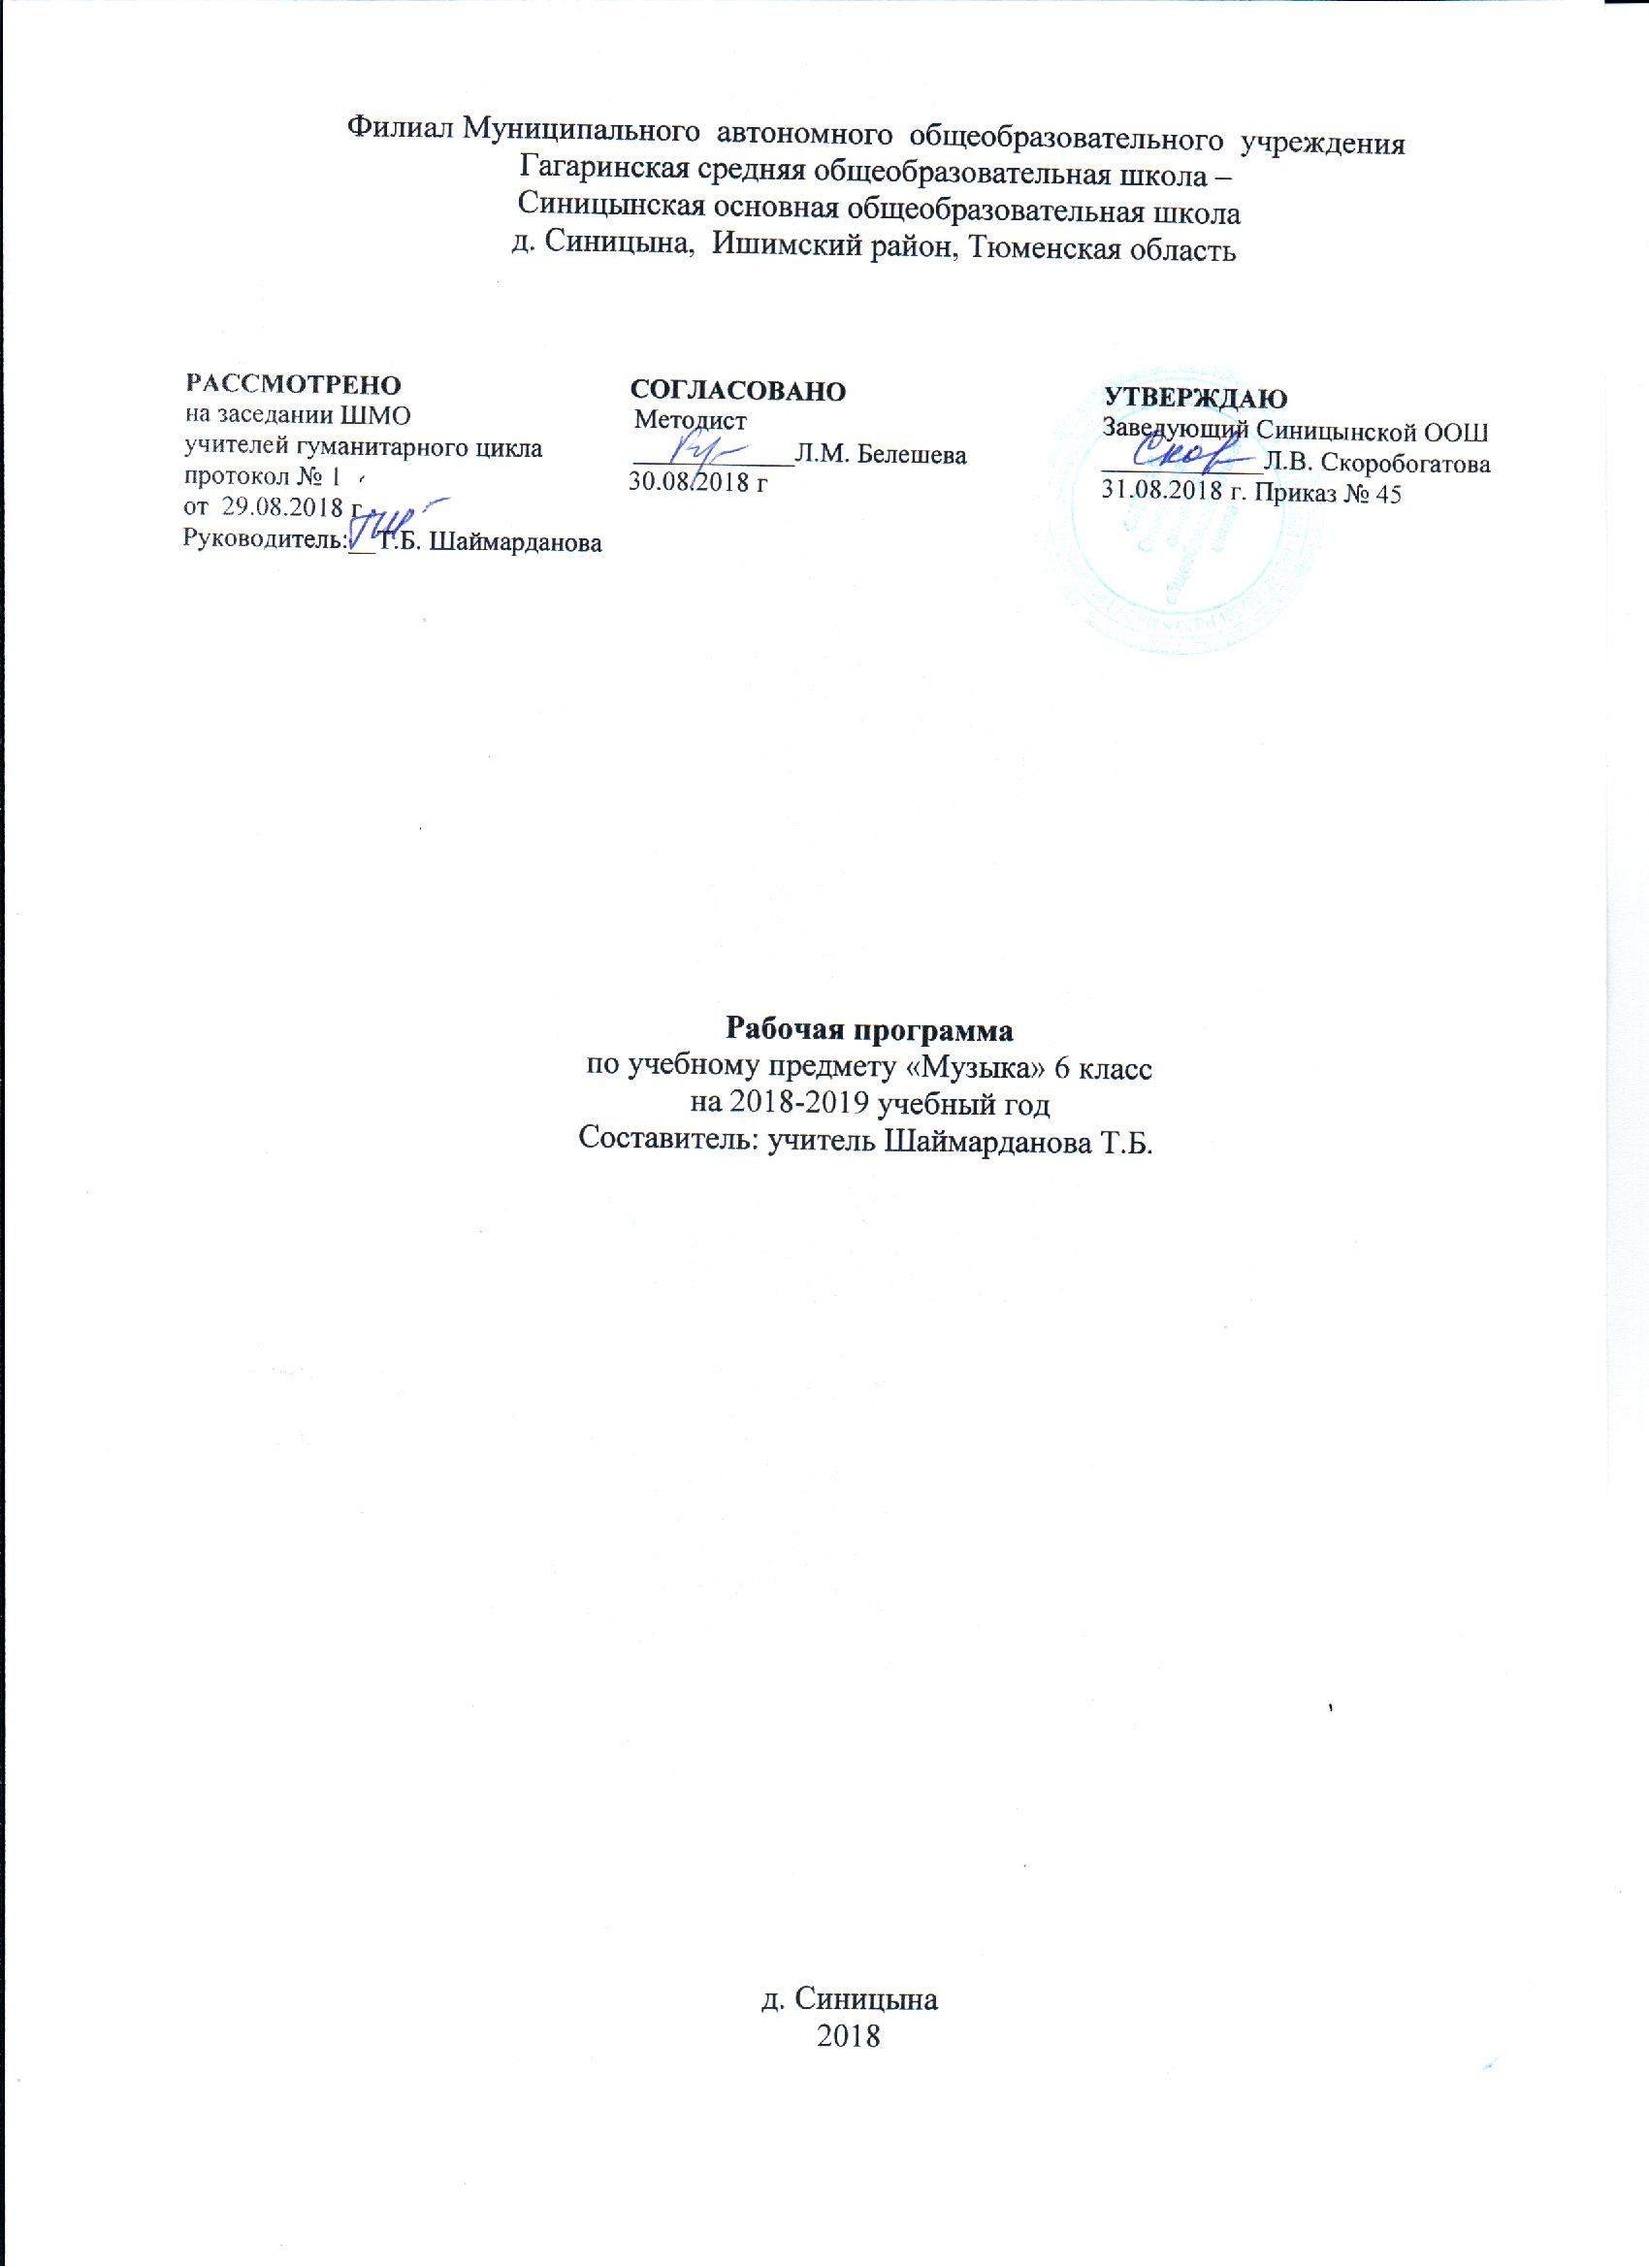 Филиал Муниципального автономного общеобразовательного учреждения
Гагаринская средняя общеобразовательная школа –
Синицынская основная общеобразовательная школа
д. Синицына, Ишимский район, Тюменская область
РАССМОТРЕНО
на заседании ШМО
учителей гуманитарного цикла
протокол № 1
от 29.08.2018 г.
Руководитель:__Т.Б. Шаймарданова
СОГЛАСОВАНО
Методист
____________Л.М. Белешева
30.08.2018 г
УТВЕРЖДАЮ
Заведующий Синицынской ООШ
____________Л.В. Скоробогатова
31.08.2018 г. Приказ № 45
Рабочая программа
по учебному предмету «Музыка» 6 класс
на 2018-2019 учебный год
Составитель: учитель Шаймарданова Т.Б.
д. Синицына
2018